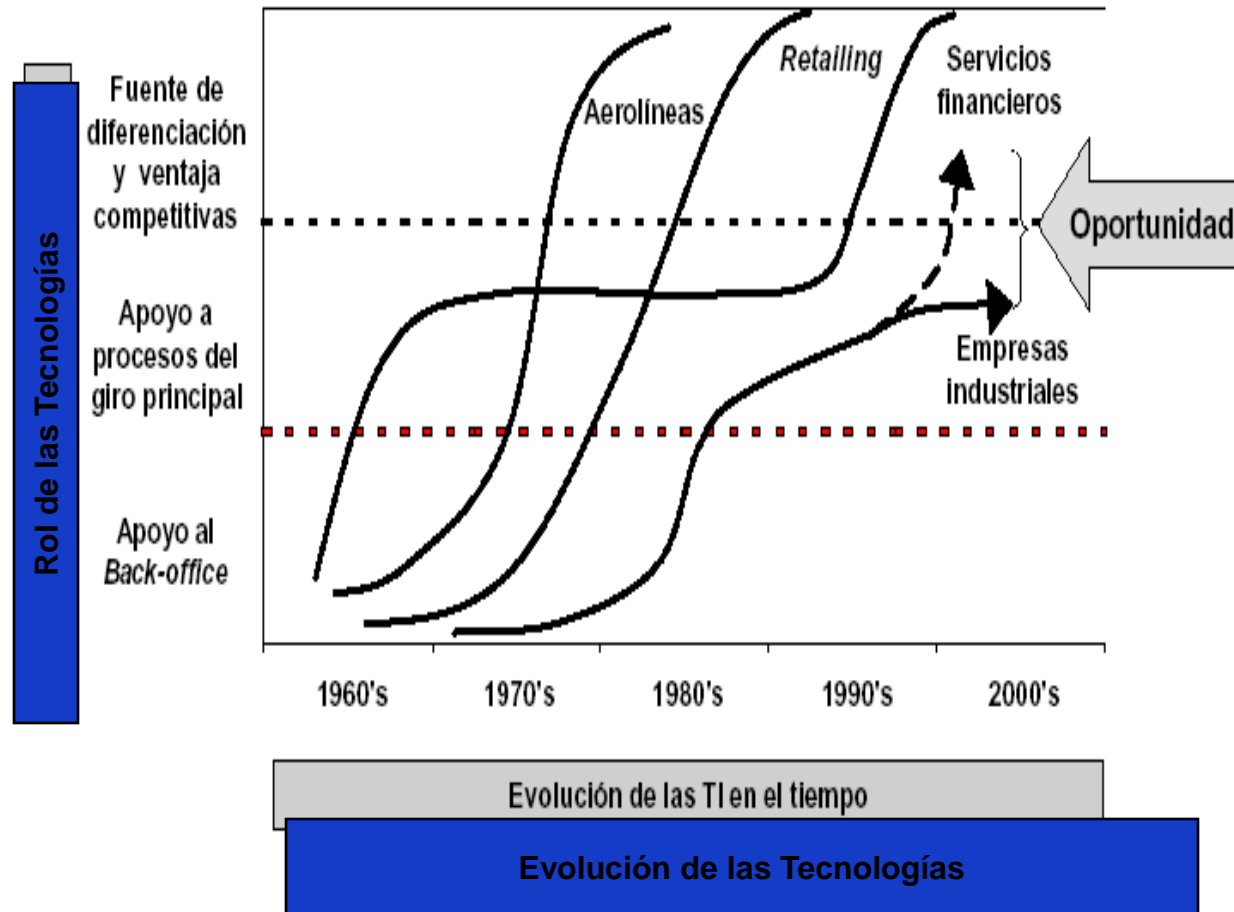 Rol de las Tecnologías
Fuente de
diferenciación
y ventaja
competitivas
Apoyo a
procesos del
giro principal
Apoyo al
Back-office
Aerolíneas
Retailing
Servicios
financieros
Oportunidad
Empresas
industriales
1960's
1970's
1980's
1990's
2000's
Evolución de las TI en el tiempo
Evolución de las Tecnologías